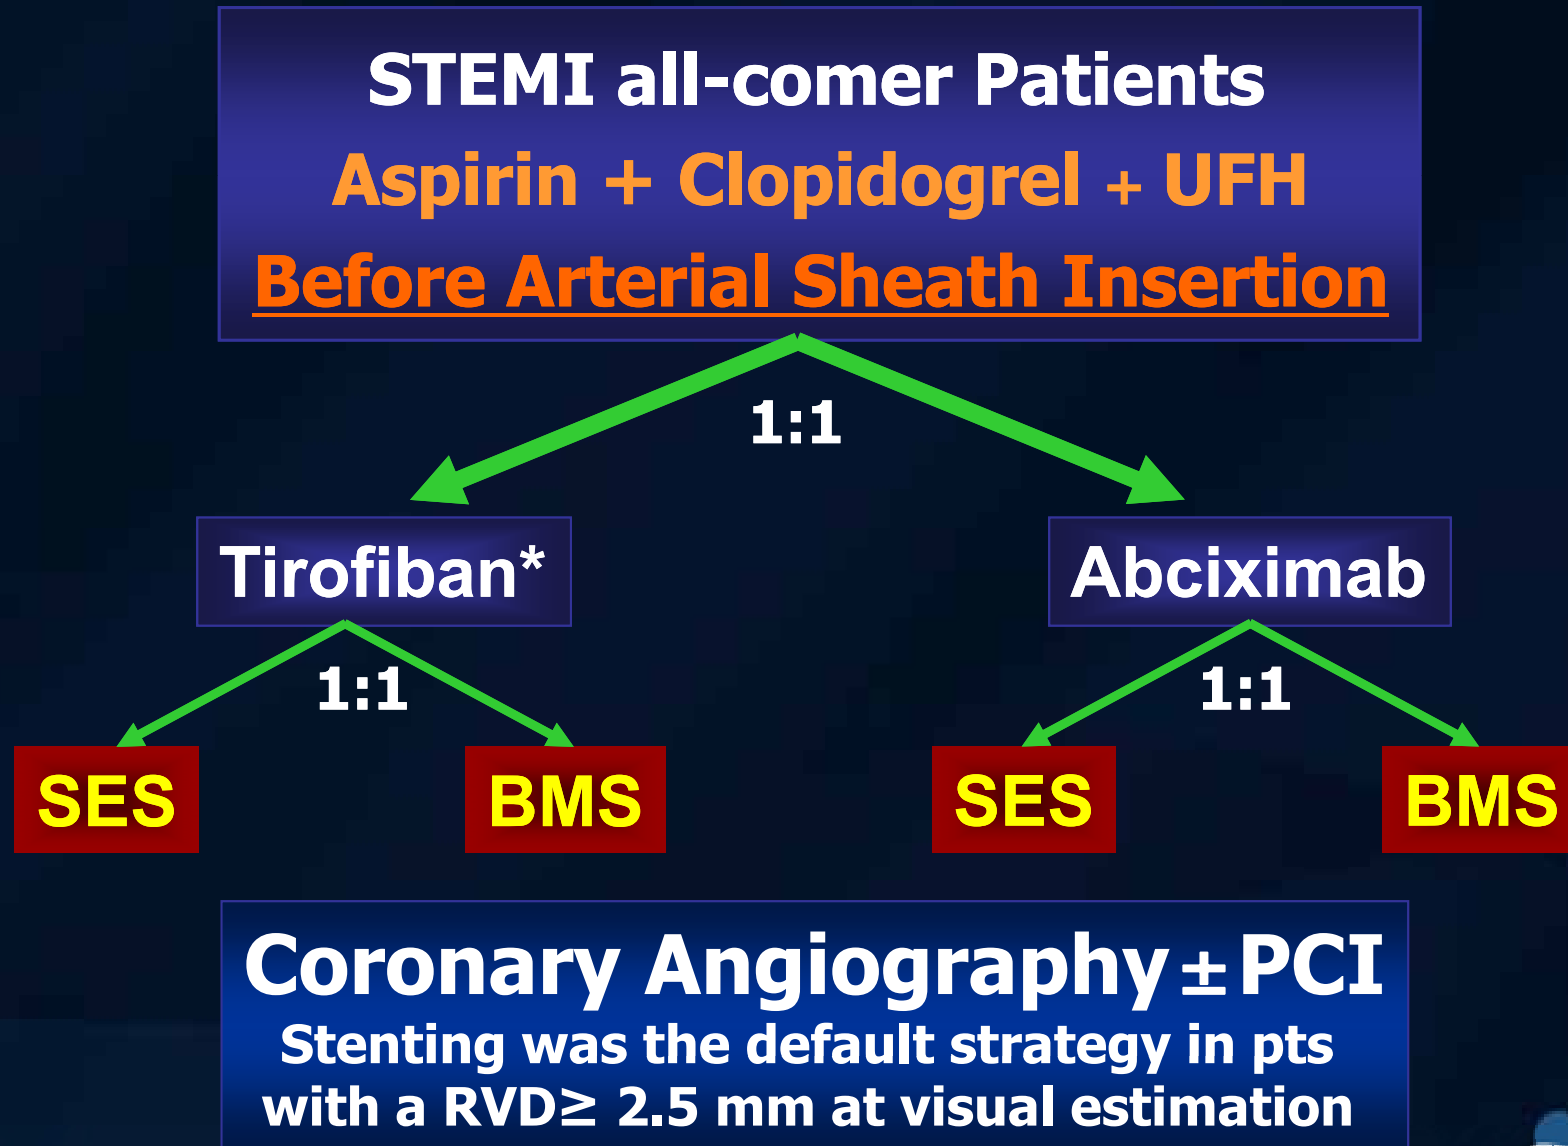 STEMI all-comer Patients
Aspirin + Clopidogrel + UFH
Before Arterial Sheath Insertion
1:1
Tirofiban*
Abciximab
1:1
1:1
SES
BMS
SES
BMS
Coronary Angiography ± PCI
Stenting was the default strategy in pts
with a RVD≥ 2.5 mm at visual estimation